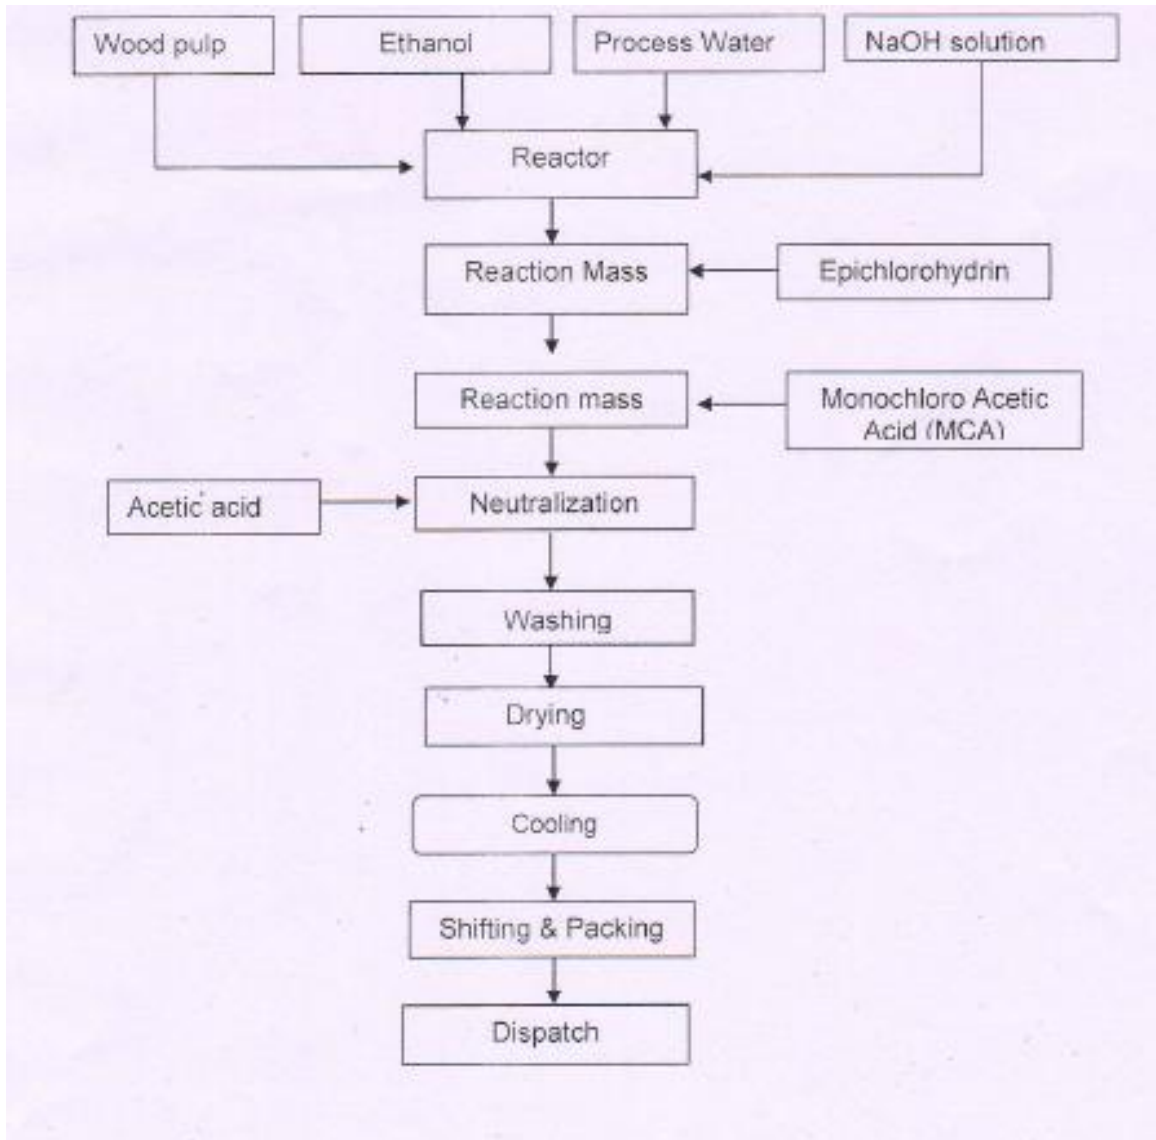 Wood pulp
Ethanol
Process Water
NaOH solution
Reactor
Reaction Mass
Epichlorohydrin
Reaction mass
Monochloro Acetic
Acid (MCA)
Acetic acid
Neutralization
Washing
Drying
Cooling
Shifting & Packing
Dispatch